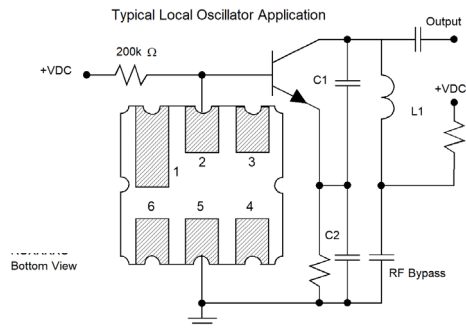 Typical Local Oscillator Application
Output
200k Ω
+VDC
C1
+VDC
L1
1
2
3
6
5
4
C2
Bottom View
RF Bypass